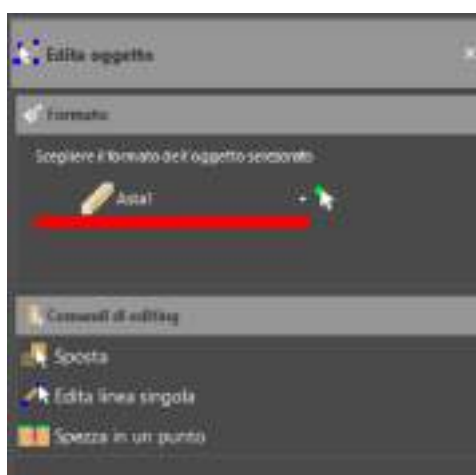 Edita oggetto
Formato
Scegliere il formato dell'oggetto selezionato
Asta1
Comandi di editing
Sposta
Edita linea singola
Spezza in un punto